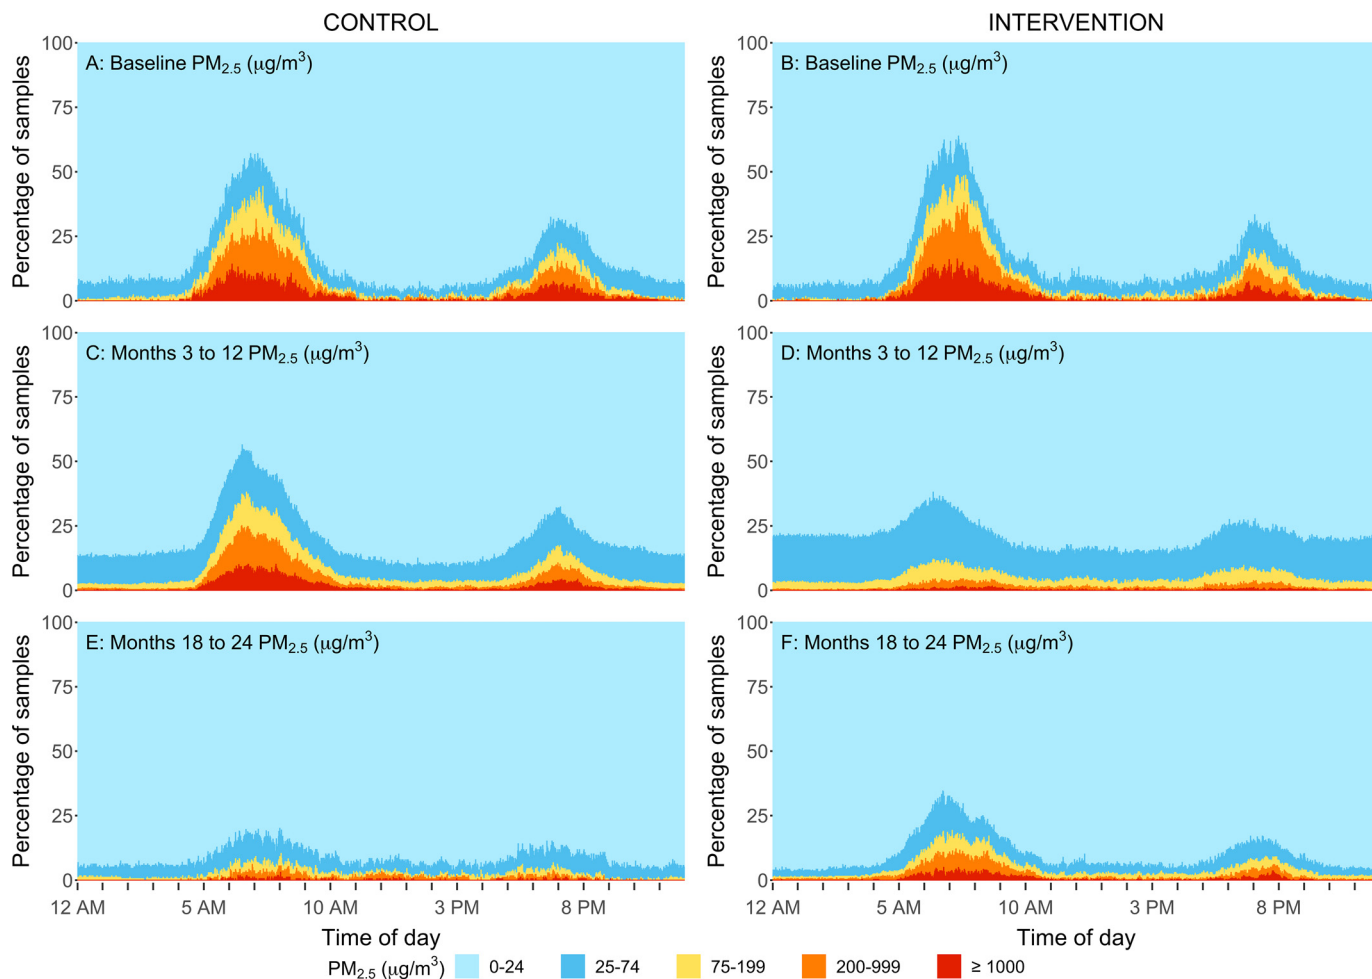 CONTROL
INTERVENTION
A: Baseline PM2.5 (μg/m3)
B: Baseline PM2.5 (μg/m3)
Percentage of samples
100
75
50
25
0
Percentage of samples
100
75
50
25
0
C: Months 3 to 12 PM2.5 (μg/m3)
D: Months 3 to 12 PM2.5 (μg/m3)
Percentage of samples
100
75
50
25
0
Percentage of samples
100
75
50
25
0
E: Months 18 to 24 PM2.5 (μg/m3)
F: Months 18 to 24 PM2.5 (μg/m3)
Percentage of samples
100
75
50
25
0
Percentage of samples
100
75
50
25
0
12 AM 5 AM 10 AM 3 PM 8 PM
12 AM 5 AM 10 AM 3 PM 8 PM
Time of day
Time of day
PM2.5 (μg/m3) 0-24 25-74 75-199 200-999 ≥ 1000